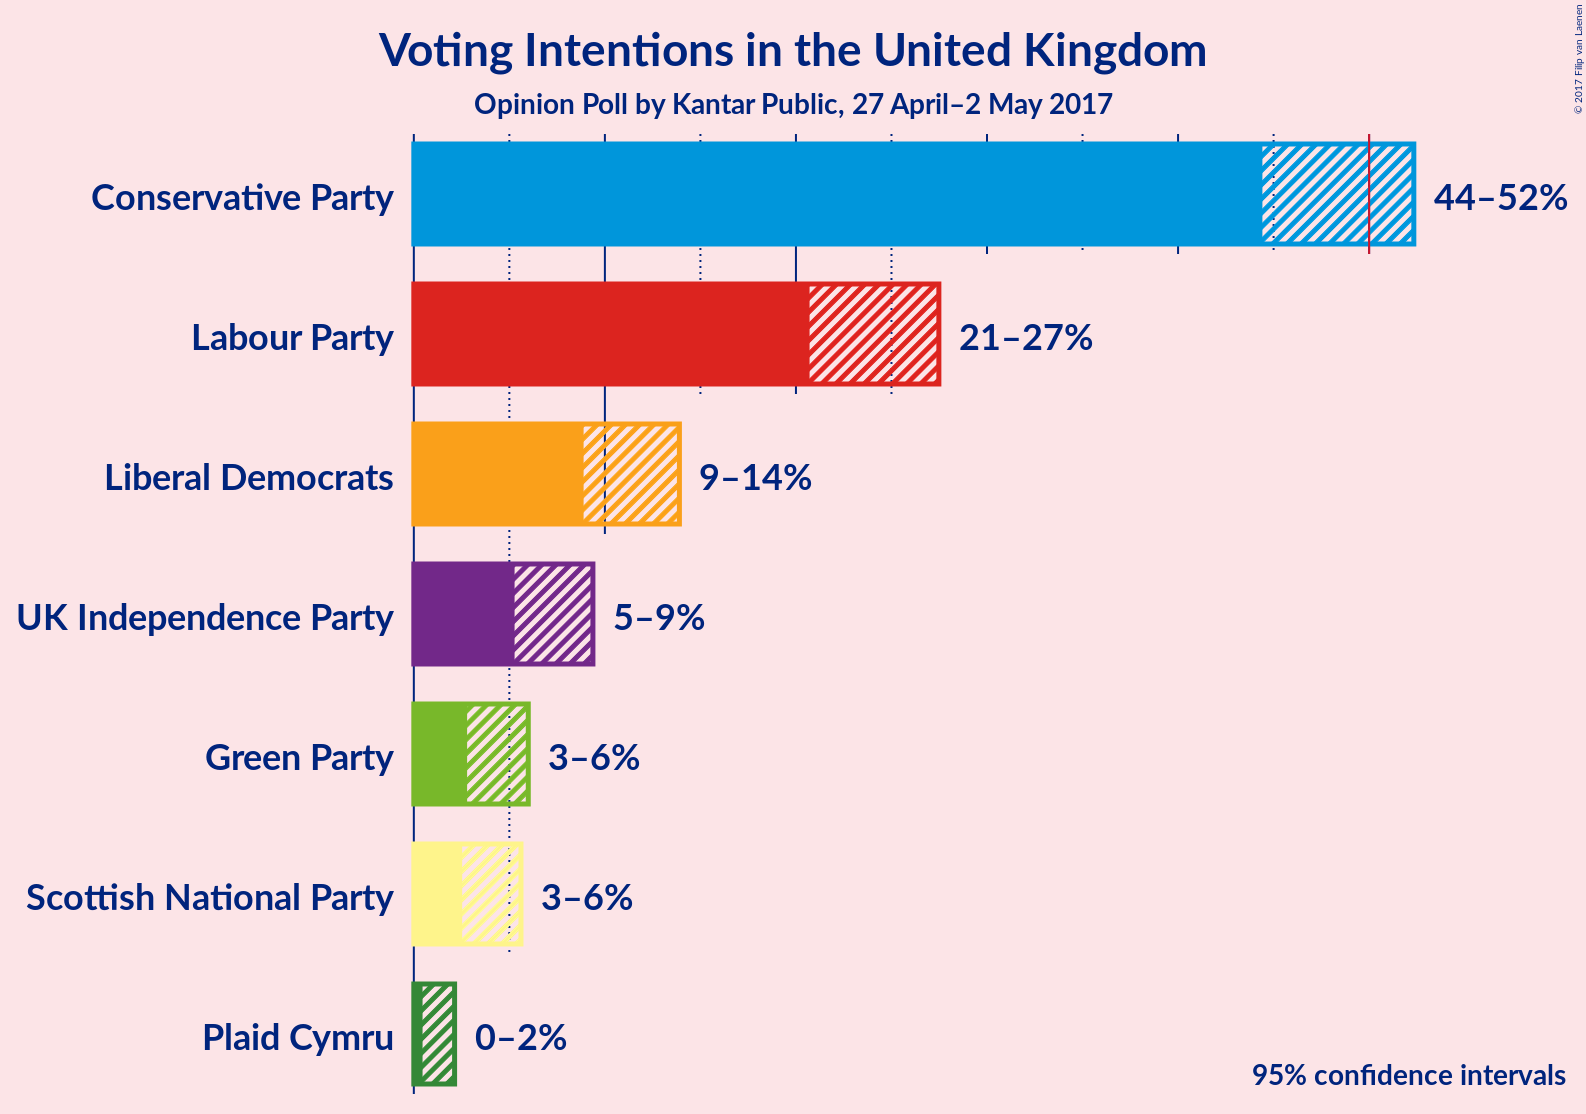 Voting Intentions in the United Kingdom
Opinion Poll by Kantar Public, 27 April–2 May 2017
© 2017 Filip van Laenen
Conservative Party 44–52%
Labour Party 21–27%
Liberal Democrats 9–14%
UK Independence Party 5–9%
Green Party 3–6%
Scottish National Party 3–6%
Plaid Cymru 0–2%
95% confidence intervals